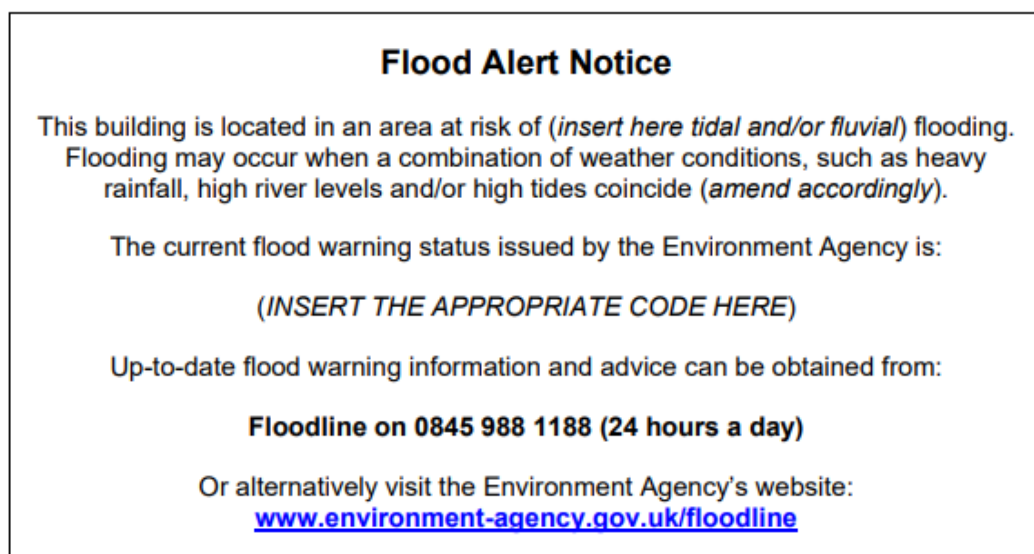 Flood Alert Notice
This building is located in an area at risk of (insert here tidal and/or fluvial) flooding.
Flooding may occur when a combination of weather conditions, such as heavy
rainfall, high river levels and/or high tides coincide (amend accordingly).
The current flood warning status issued by the Environment Agency is:
(INSERT THE APPROPRIATE CODE HERE)
Up-to-date flood warning information and advice can be obtained from:
Floodline on 0845 988 1188 (24 hours a day)
Or alternatively visit the Environment Agency's website:
www.environment-agency.gov.uk/floodline